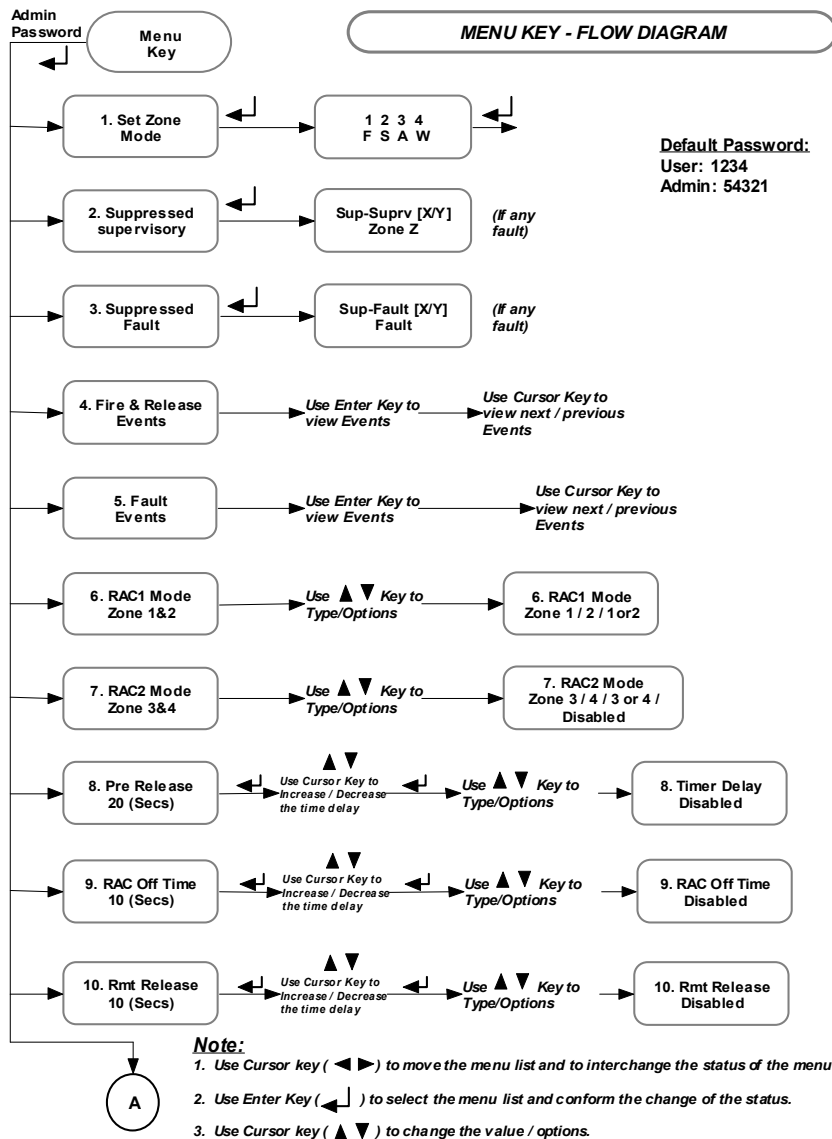 Admin
Password
Menu
Key
MENU KEY - FLOW DIAGRAM
1. Set Zone
Mode
1 2 3 4
F S A W
Default Password:
User: 1234
Admin: 54321
2. Suppressed
supervisory
Sup-Suprv [X/Y]
Zone Z
(If any
fault)
3. Suppressed
Fault
Sup-Fault [X/Y]
Fault
(If any
fault)
4. Fire & Release
Events
Use Enter Key to
view Events
Use Cursor Key to
view next / previous
Events
5. Fault
Events
Use Enter Key to
view Events
Use Cursor Key to
view next / previous
Events
6. RAC1 Mode
Zone 1&2
Use ▲ ▼ Key to
Type/Options
6. RAC1 Mode
Zone 1 / 2 / 1or2
7. RAC2 Mode
Zone 3&4
Use ▲ ▼ Key to
Type/Options
7. RAC2 Mode
Zone 3 / 4 / 3 or 4 /
Disabled
8. Pre Release
20 (Secs)
Use Cursor Key to
Increase / Decrease
the time delay
Use ▲ ▼ Key to
Type/Options
8. Timer Delay
Disabled
9. RAC Off Time
10 (Secs)
Use Cursor Key to
Increase / Decrease
the time delay
Use ▲ ▼ Key to
Type/Options
9. RAC Off Time
Disabled
10. Rmt Release
10 (Secs)
Use Cursor Key to
Increase / Decrease
the time delay
Use ▲ ▼ Key to
Type/Options
10. Rmt Release
Disabled
A
Note:
1. Use Cursor key ( ◄ ► ) to move the menu list and to interchange the status of the menu
2. Use Enter Key ( ↵ ) to select the menu list and conform the change of the status.
3. Use Cursor key ( ▲ ▼ ) to change the value / options.